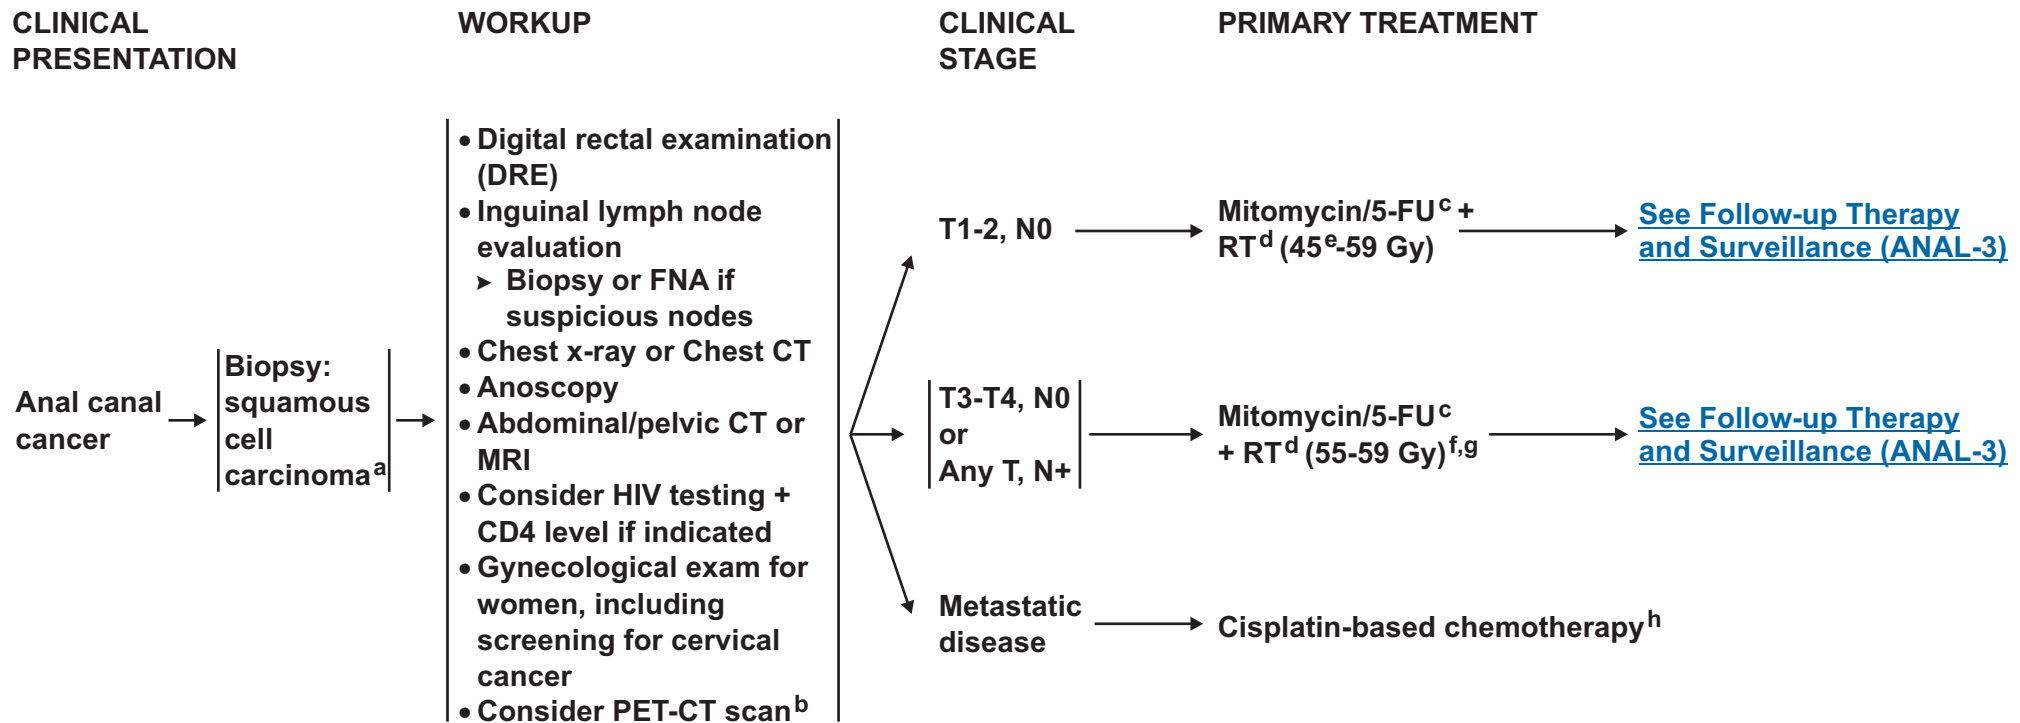 CLINICAL
PRESENTATION
WORKUP
CLINICAL
STAGE
PRIMARY TREATMENT
Anal canal
cancer
Biopsy:
squamous
cell
carcinomaa
• Digital rectal examination
(DRE)
• Inguinal lymph node
evaluation
➤ Biopsy or FNA if
suspicious nodes
• Chest x-ray or Chest CT
• Anoscopy
• Abdominal/pelvic CT or
MRI
• Consider HIV testing +
CD4 level if indicated
• Gynecological exam for
women, including
screening for cervical
cancer
• Consider PET-CT scanb
T1-2, N0
Mitomycin/5-FUc +
RTd (45e-59 Gy)
See Follow-up Therapy
and Surveillance (ANAL-3)
T3-T4, N0
or
Any T, N+
Mitomycin/5-FUc
+ RTd (55-59 Gy)f,g
See Follow-up Therapy
and Surveillance (ANAL-3)
Metastatic
disease
Cisplatin-based chemotherapyh